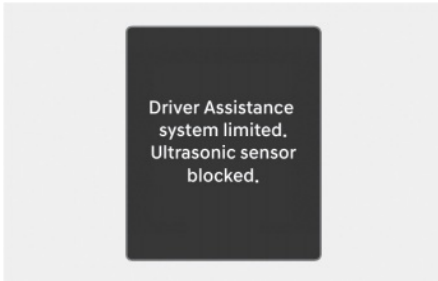 Driver Assistance
system limited.
Ultrasonic sensor
blocked.